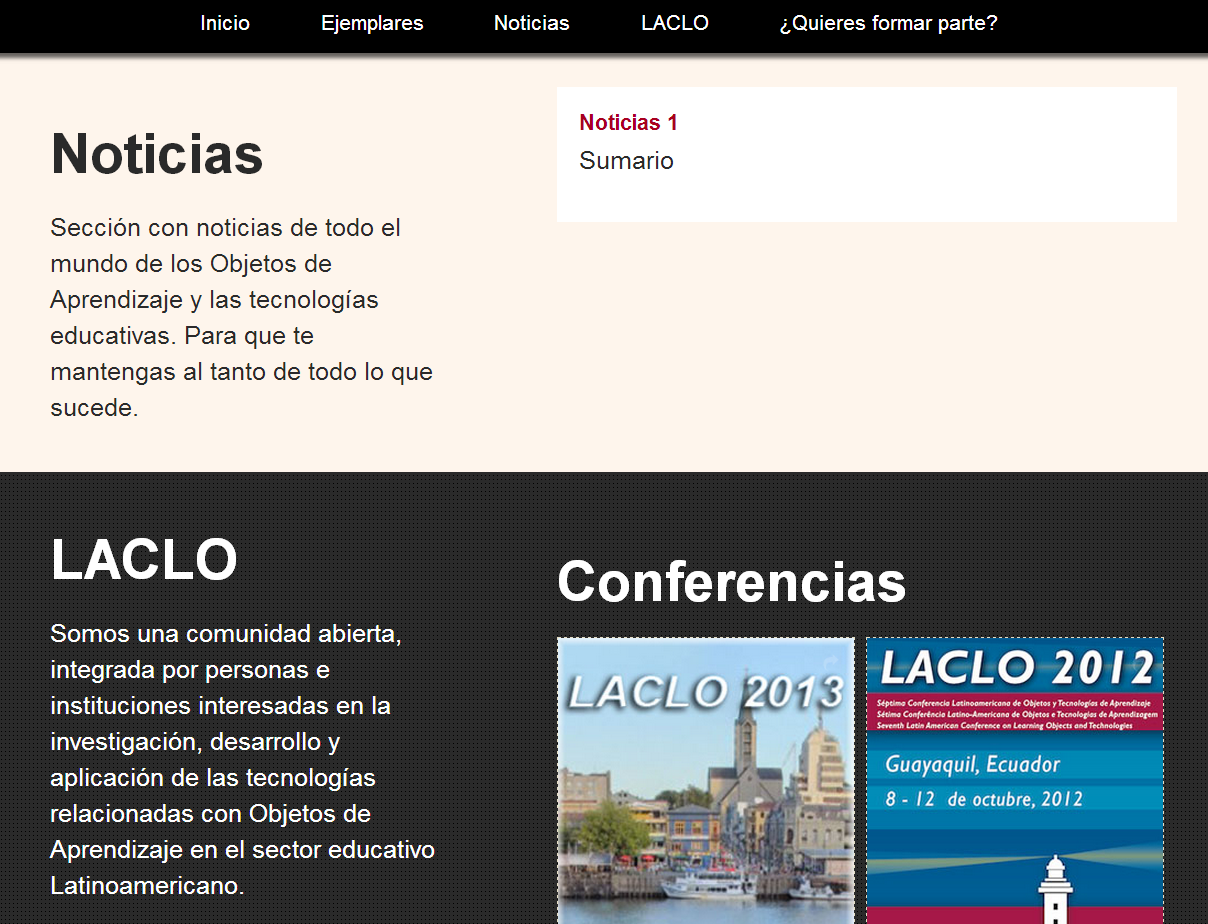 Inicio Ejemplares Noticias LACLO ¿Quieres formar parte?
Noticias
Sección con noticias de todo el
mundo de los Objetos de
Aprendizaje y las tecnologías
educativas. Para que te
mantengas al tanto de todo lo que
sucede.
Noticias 1
Sumario
LACLO
Somos una comunidad abierta,
integrada por personas e
instituciones interesadas en la
investigación, desarrollo y
aplicación de las tecnologías
relacionadas con Objetos de
Aprendizaje en el sector educativo
Latinoamericano.
Conferencias
LACLO 2013
LACLO 2012
Séptima Conferencia Latinoamericana de Objetos y Tecnologías de Aprendizaje
Sétima Conferência Latino-Americana de Objetos e Tecnologias de Aprendizagem
Seventh Latin American Conference on Learning Objects and Technologies
Guayaquil, Ecuador
8 - 12 de octubre, 2012